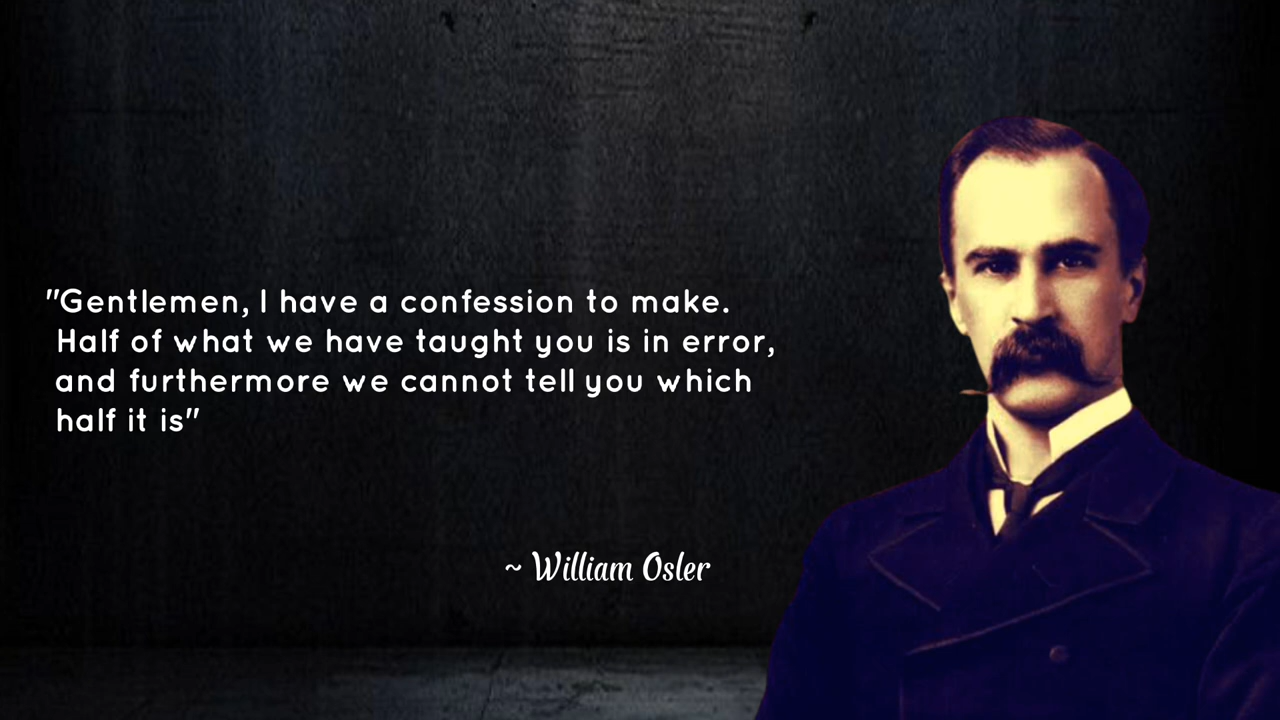 "Gentlemen, I have a confession to make.
Half of what we have taught you is in error,
and furthermore we cannot tell you which
half it is"
~ William Osler